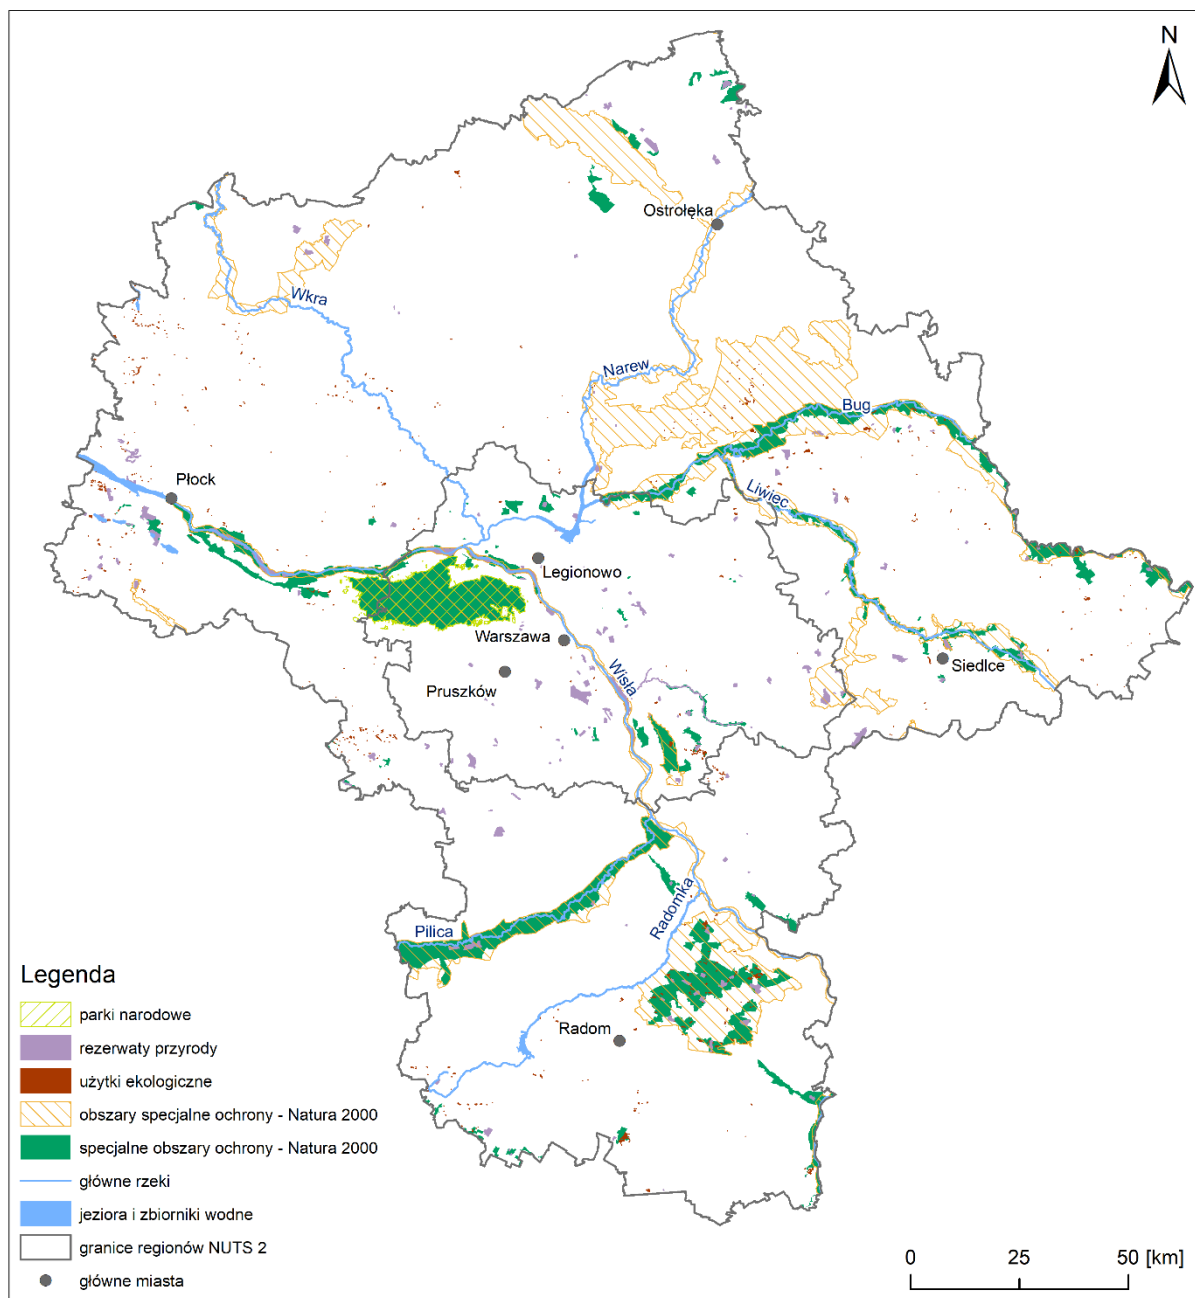 N
Ostrołęka
Wkra
Narew
Bug
Płock
Liwiec
Legionowo
Warszawa
Siedlce
Pruszków
Wisła
Radomka
Pilica
Legenda
parki narodowe
rezerwaty przyrody
Radom
użytki ekologiczne
obszary specjalne ochrony - Natura 2000
specjalne obszary ochrony - Natura 2000
główne rzeki
jeziora i zbiorniki wodne
granice regionów NUTS 2
główne miasta
0 25 50 [km]